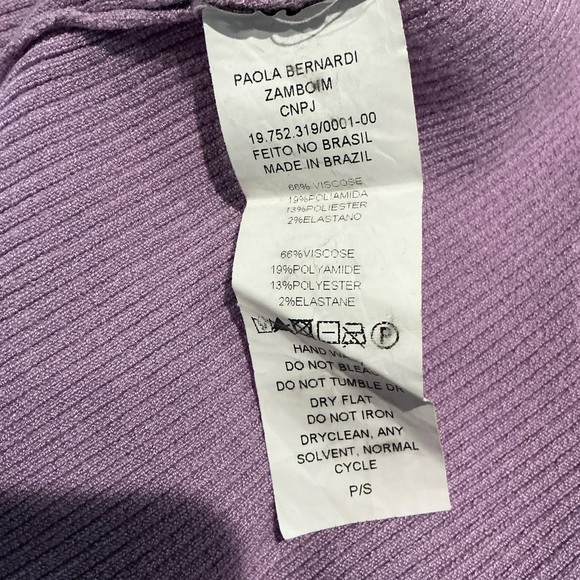 PAOLA BERNARDI
ZAMBOIM
CNPJ
19.752.319/0001-00
FEITO NO BRASIL
MADE IN BRAZIL
66%VISCOSE
19%POLIAMIDA
13%POLIESTER
2%ELASTANO
66%VISCOSE
19%POLYAMIDE
13%POLYESTER
2%ELASTANE
P
HAND
DO NOT
DO NOT TUMBLE
DRY FLAT
DO NOT IRON
DRYCLEAN, ANY
SOLVENT, NORMAL
CYCLE
P/S